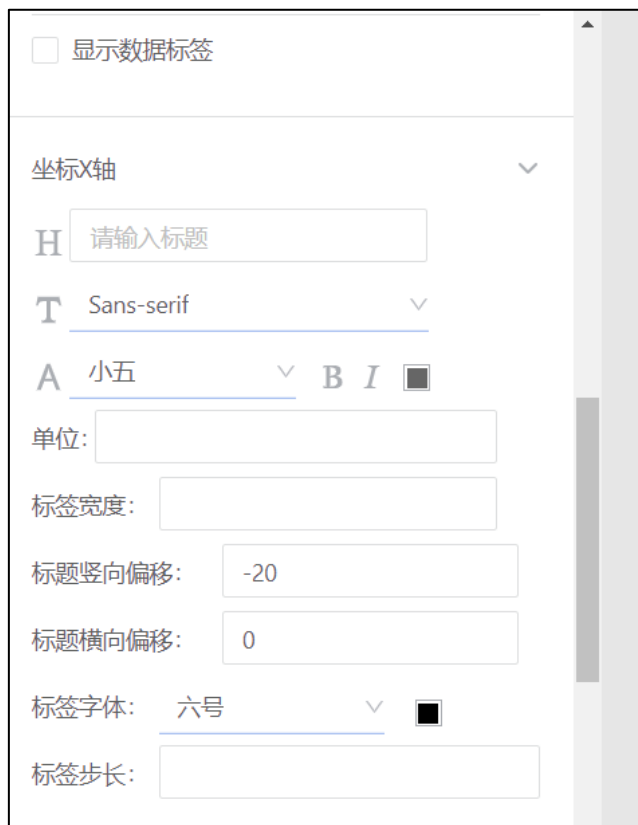 显示数据标签
坐标X轴
H 请输入标题
T Sans-serif
A 小五 B I
单位:
标签宽度:
标题竖向偏移: -20
标题横向偏移: 0
标签字体: 六号
标签步长: